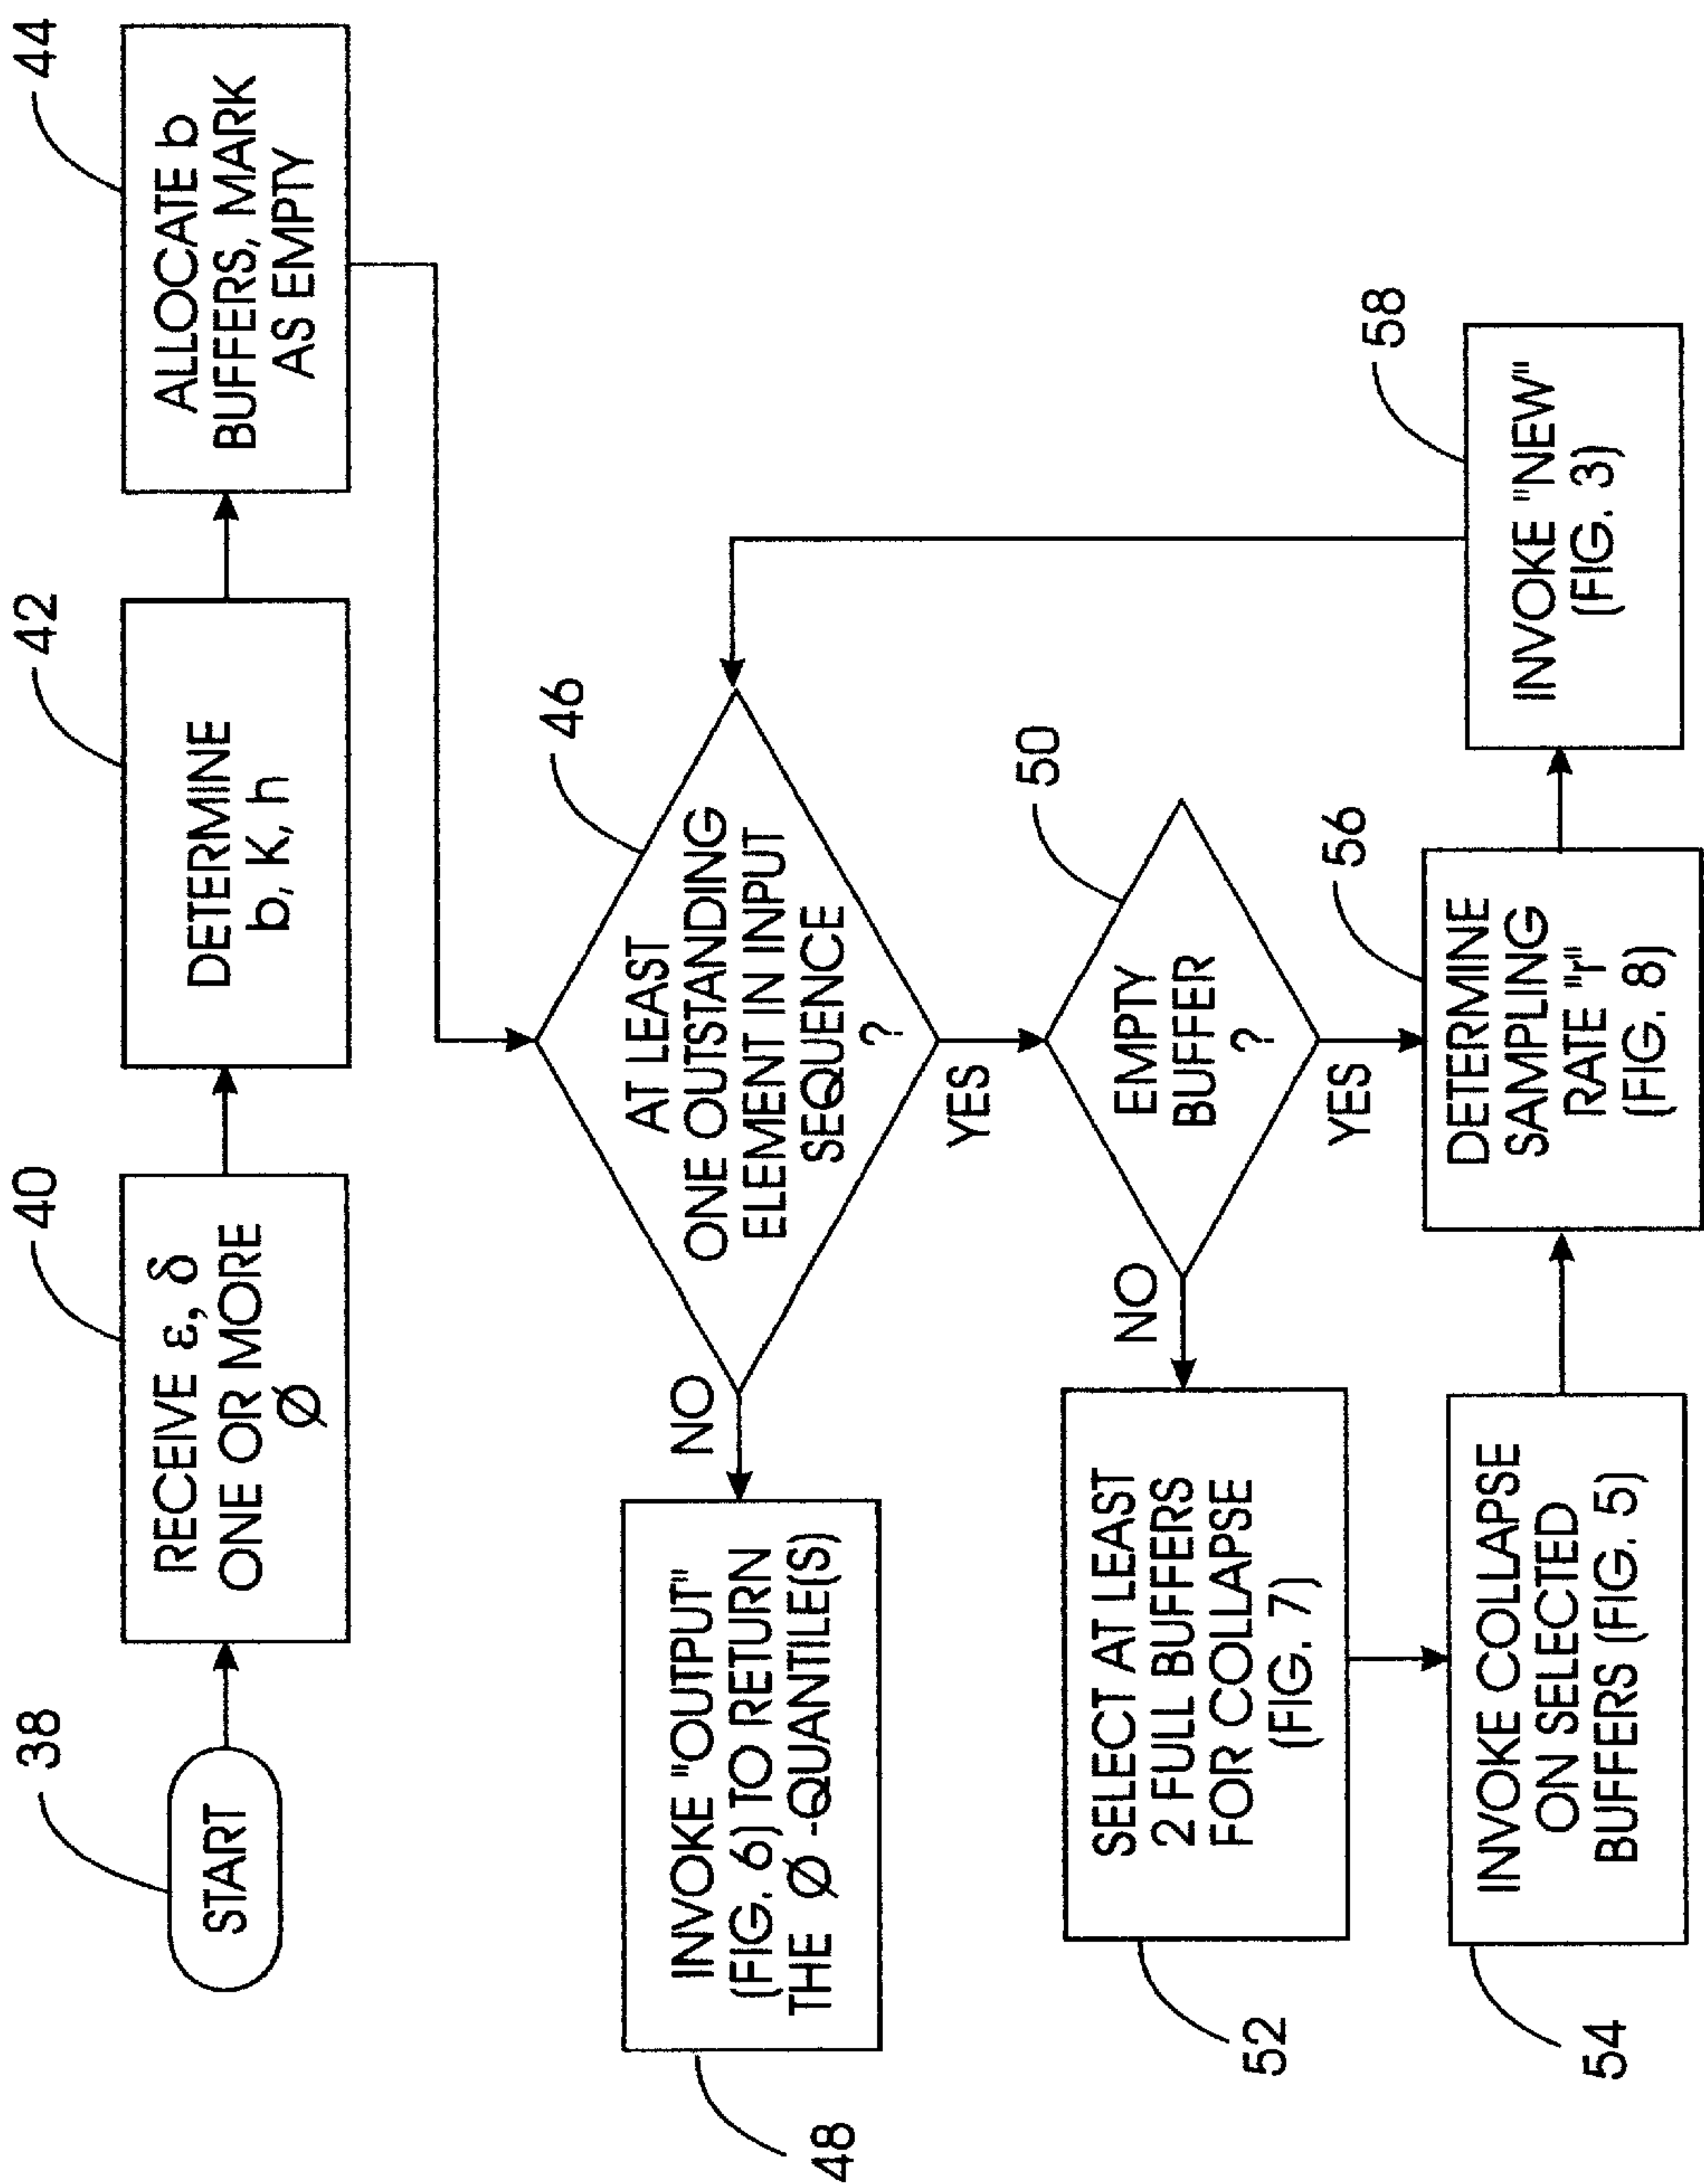 38
START
40
RECEIVE ε, δ
ONE OR MORE
Ø
42
DETERMINE
b, K, h
44
ALLOCATE b
BUFFERS, MARK
AS EMPTY
46
AT LEAST
ONE OUTSTANDING
ELEMENT IN INPUT
SEQUENCE
?
NO
YES
48
INVOKE "OUTPUT"
(FIG. 6) TO RETURN
THE Ø -QUANTILE(S)
50
EMPTY
BUFFER
?
NO
YES
52
SELECT AT LEAST
2 FULL BUFFERS
FOR COLLAPSE
(FIG. 7)
54
INVOKE COLLAPSE
ON SELECTED
BUFFERS (FIG. 5)
56
DETERMINE
SAMPLING
RATE "r"
(FIG. 8)
58
INVOKE "NEW"
(FIG. 3)